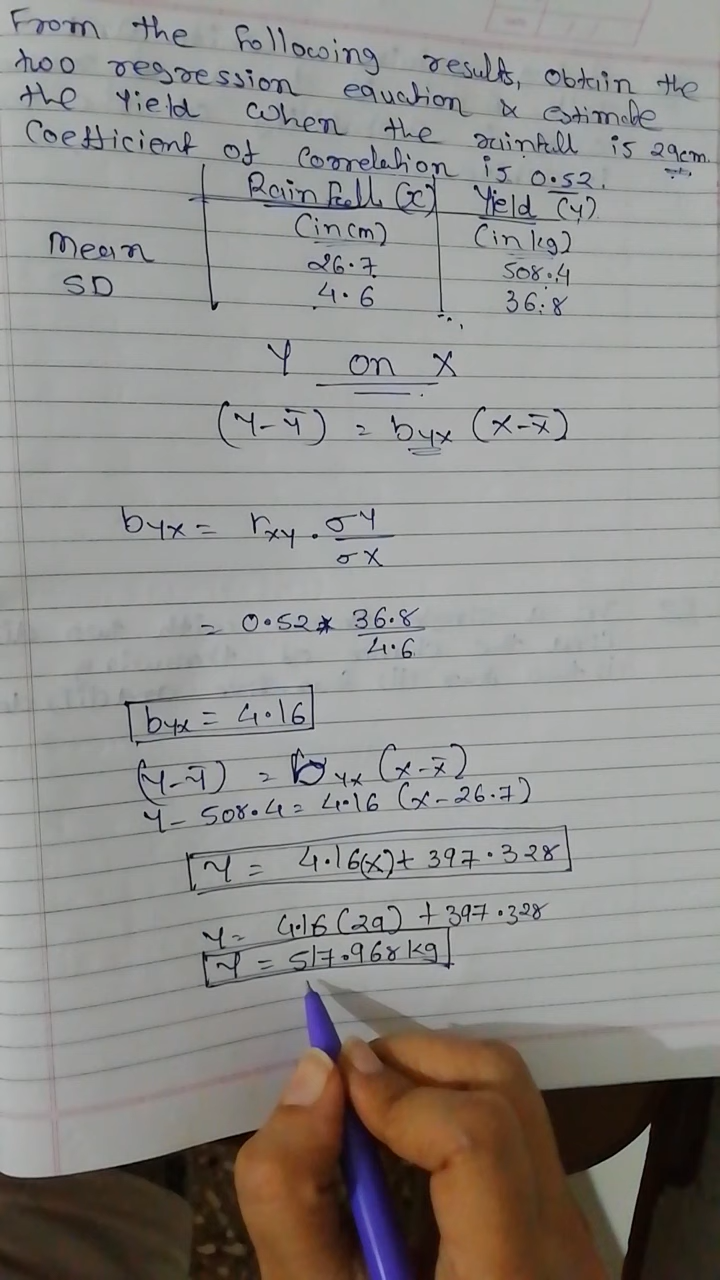 From the following results, obtain the
two regression equation & estimate
the yield when the rainfall is 29cm.
Coefficient of correlation is 0.52.
Rain Fall (x) Yield (y)
(in cm) (in kg)
Mean 26.7 508.4
SD 4.6 36.8
Y on X
(y-ȳ) = byx (x-x̄)
byx = rxy . σy/σx
= 0.52 * 36.8/4.6
byx = 4.16
(y-ȳ) = byx (x-x̄)
y- 508.4 = 4.16 (x-26.7)
y = 4.16(x)+ 397.328
y= 4.16 (29) + 397.328
y = 517.968 kg